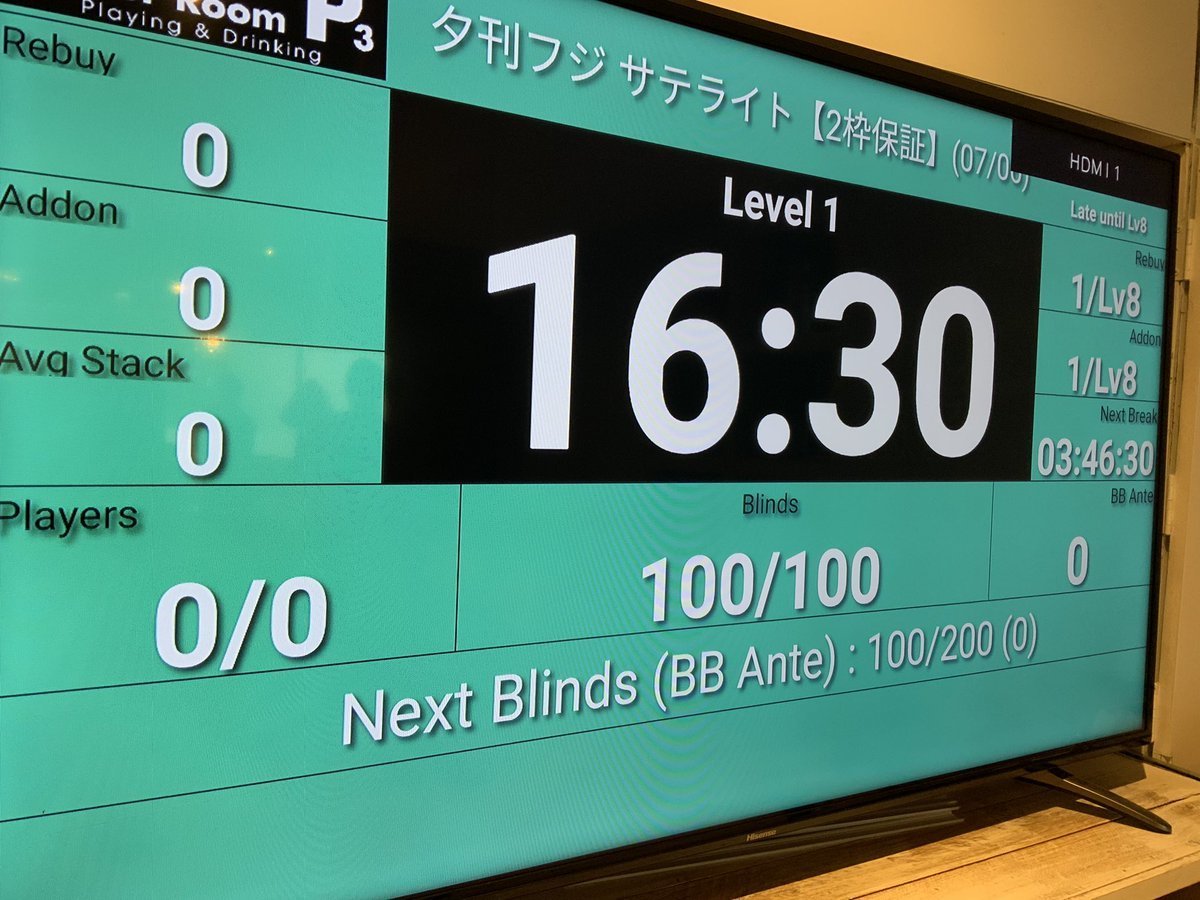 Room P3
Playing & Drinking
夕刊フジ サテライト【2枠保証】(07/06)
HDMI 1
Rebuy
0
Addon
0
Avg Stack
0
Players
0/0
Level 1
16:30
Late until Lv8
Rebuy
1/Lv8
Addon
1/Lv8
Next Break
03:46:30
Blinds
100/100
BB Ante
0
Next Blinds (BB Ante) : 100/200 (0)
Hisense